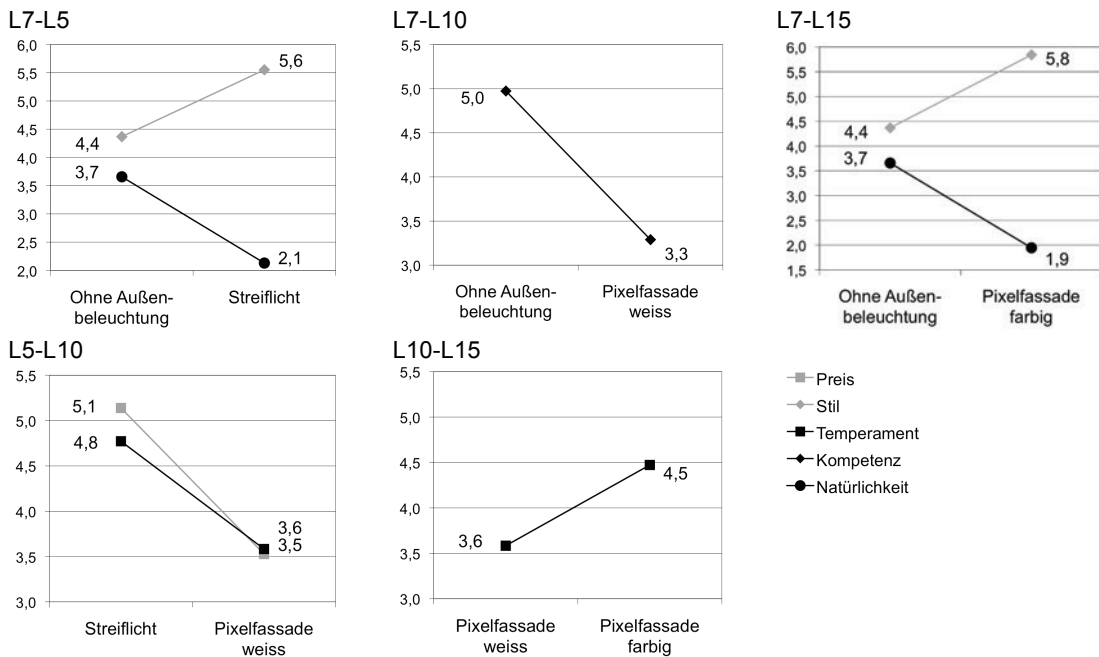 L7-L5
6,0
5,5
5,0
4,5
4,0
3,5
3,0
2,5
2,0
5,6
4,4
3,7
2,1
Ohne Außen-
beleuchtung
Streiflicht
L7-L10
5,5
5,0
4,5
4,0
3,5
3,0
5,0
3,3
Ohne Außen-
beleuchtung
Pixelfassade
weiss
L7-L15
6,0
5,5
5,0
4,5
4,0
3,5
3,0
2,5
2,0
1,5
5,8
4,4
3,7
1,9
Ohne Außen-
beleuchtung
Pixelfassade
farbig
L5-L10
5,5
5,0
4,5
4,0
3,5
3,0
5,1
4,8
3,6
3,5
Streiflicht
Pixelfassade
weiss
L10-L15
5,5
5,0
4,5
4,0
3,5
3,0
3,6
4,5
Pixelfassade
weiss
Pixelfassade
farbig
Preis
Stil
Temperament
Kompetenz
Natürlichkeit